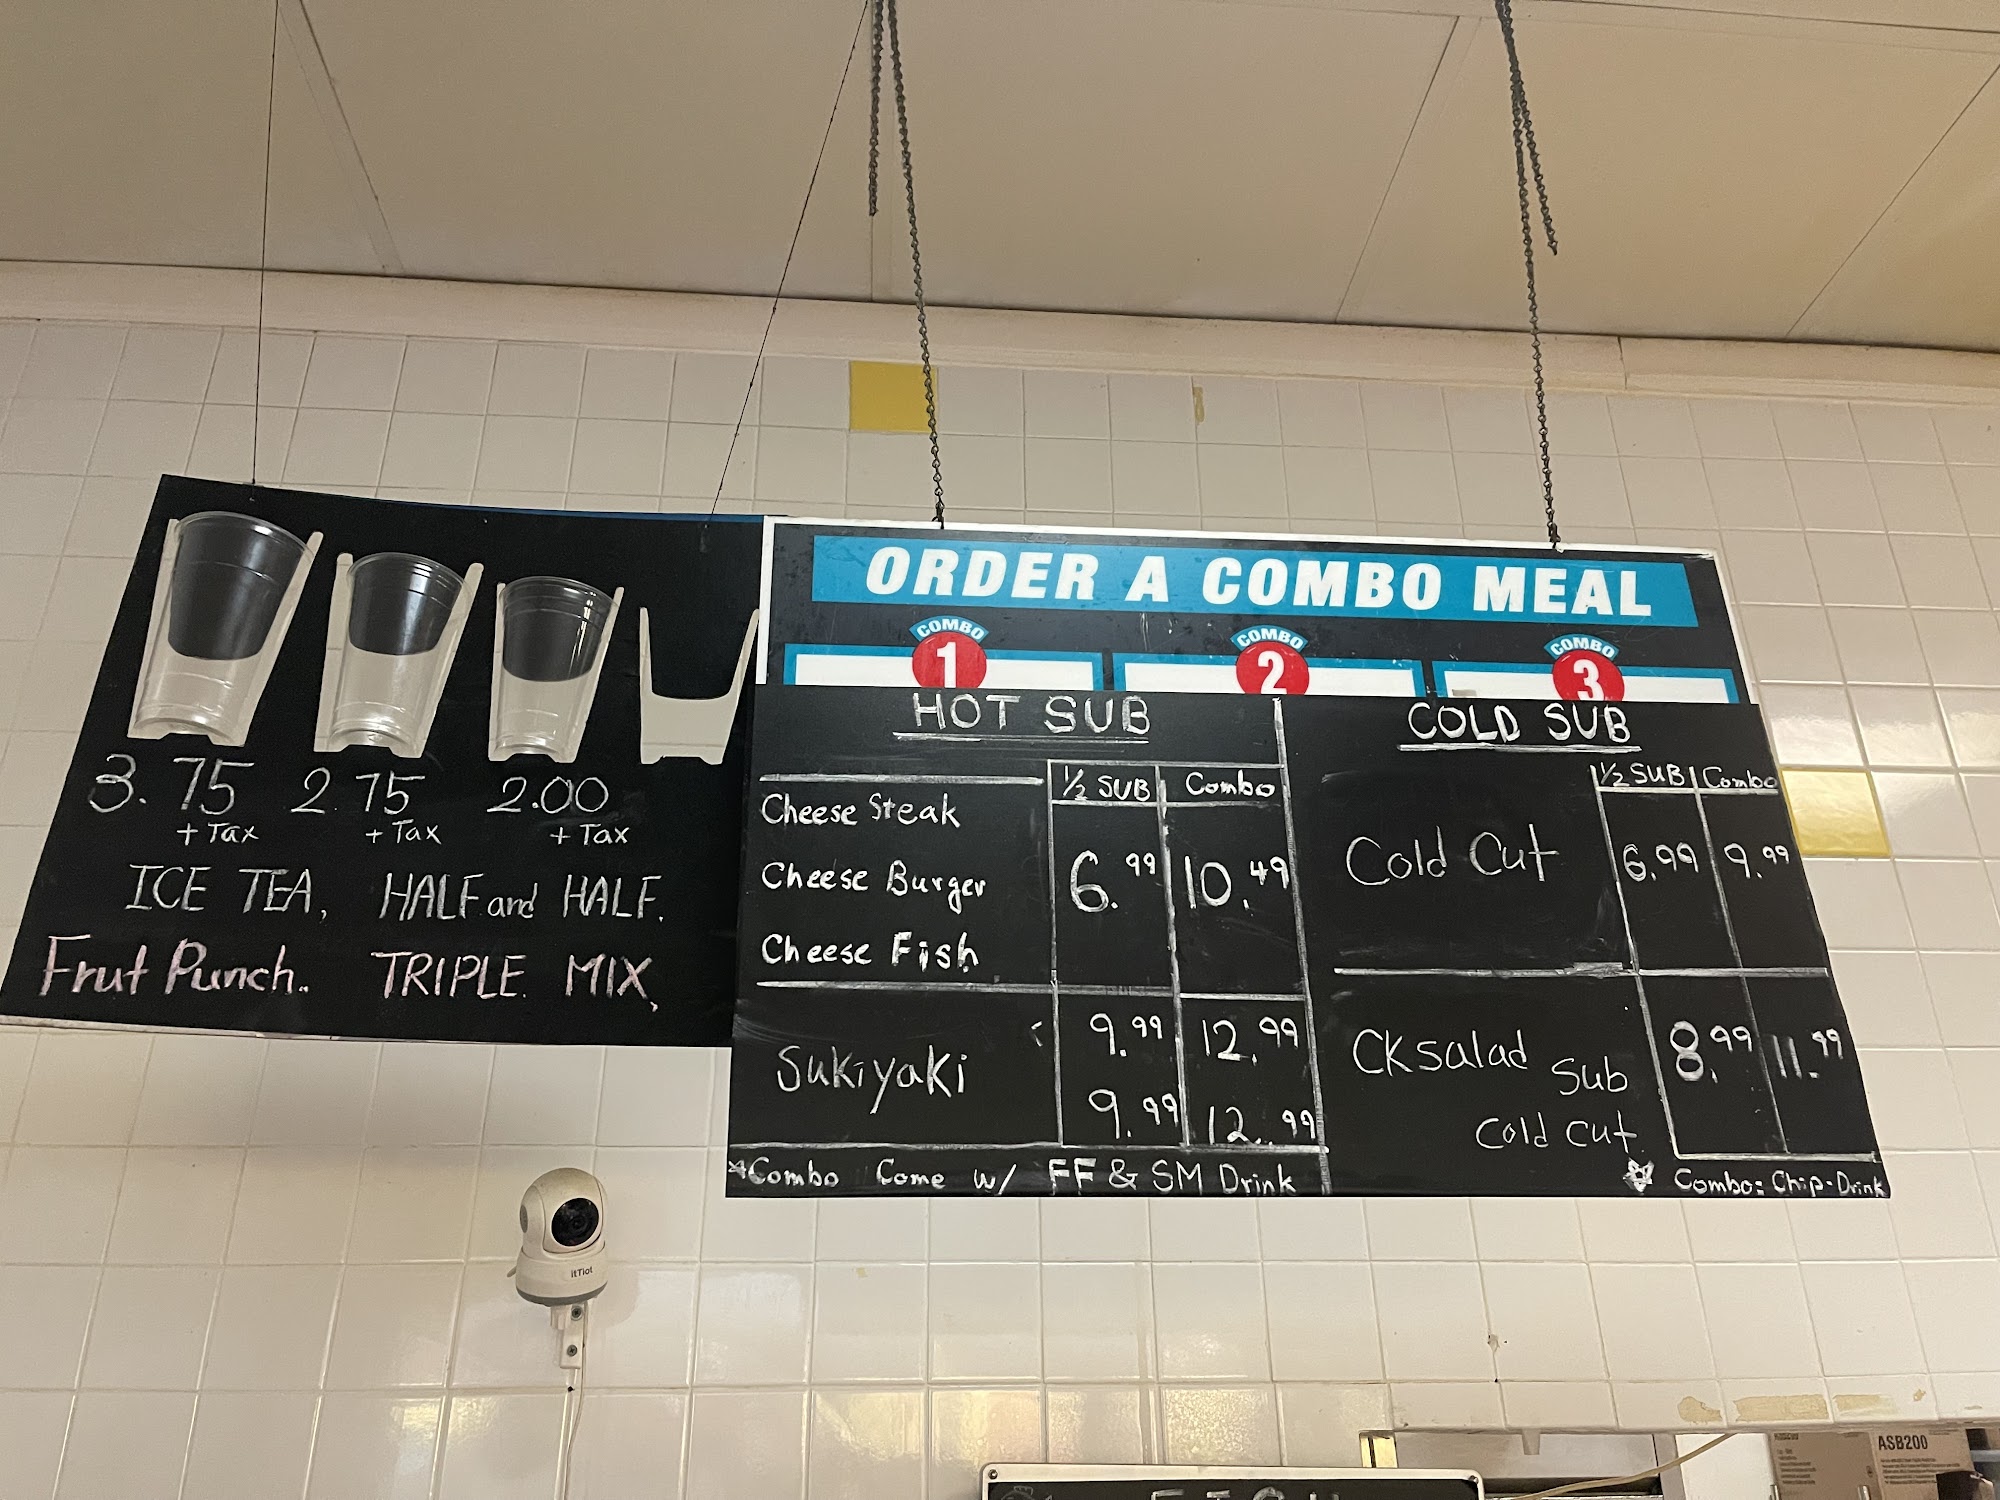 3.75 2.75 2.00
+ Tax + Tax + Tax
ICE TEA, HALF and HALF.
Frut Punch.. TRIPLE. MIX,
ORDER A COMBO MEAL
COMBO 1 COMBO 2 COMBO 3
HOT SUB
1/2 SUB Combo
Cheese Steak
Cheese Burger 6.99 10.49
Cheese Fish
Sukiyaki 9.99 12.99
9.99 12.99
*Combo Come w/ FF & SM Drink
COLD SUB
1/2 SUB Combo
Cold Cut 6.99 9.99
CK salad Sub 8.99 11.99
Cold cut
* Combo: Chip-Drink
itTiot
ASB200